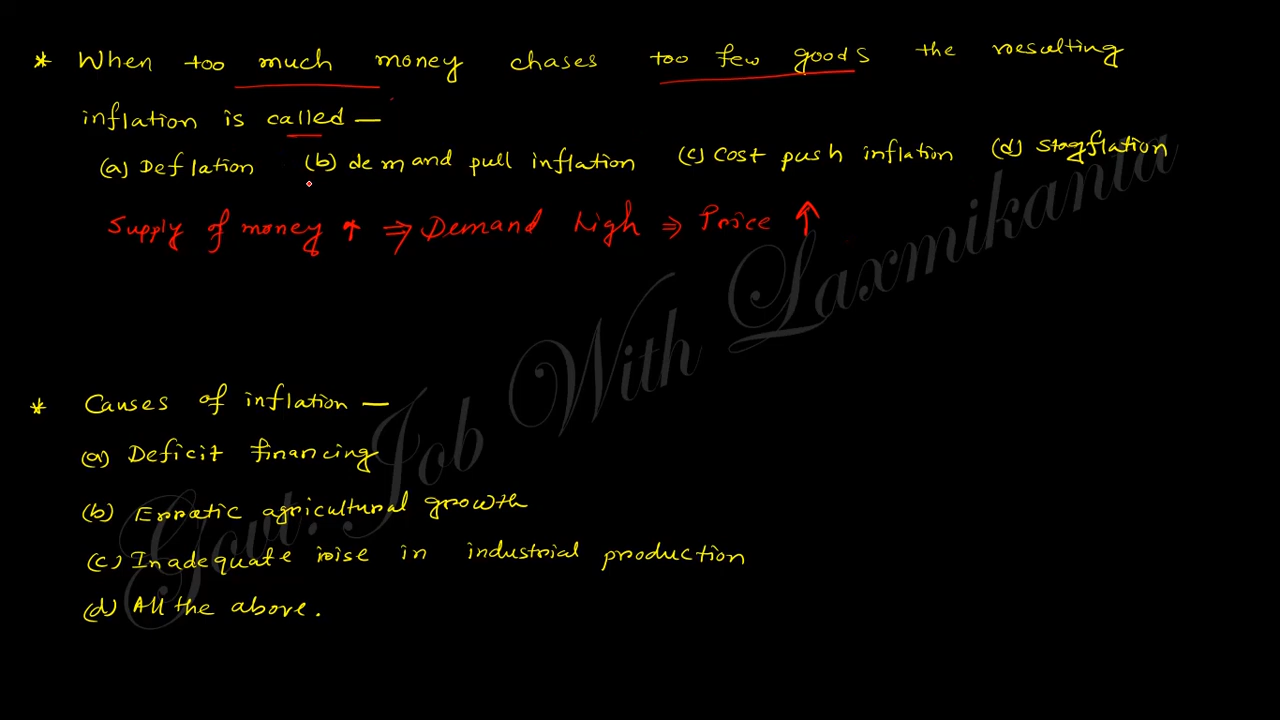 * When too much money chases too few goods the resulting
inflation is called —
(a) Deflation (b) demand pull inflation (c) Cost push inflation (d) stagflation
Supply of money ↑ ⇒ Demand high ⇒ Price ↑
* Causes of inflation —
(a) Deficit financing
(b) Erratic agricultural growth
(c) Inadequate rise in industrial production
(d) All the above.
Govt. Job With Laxmikanta